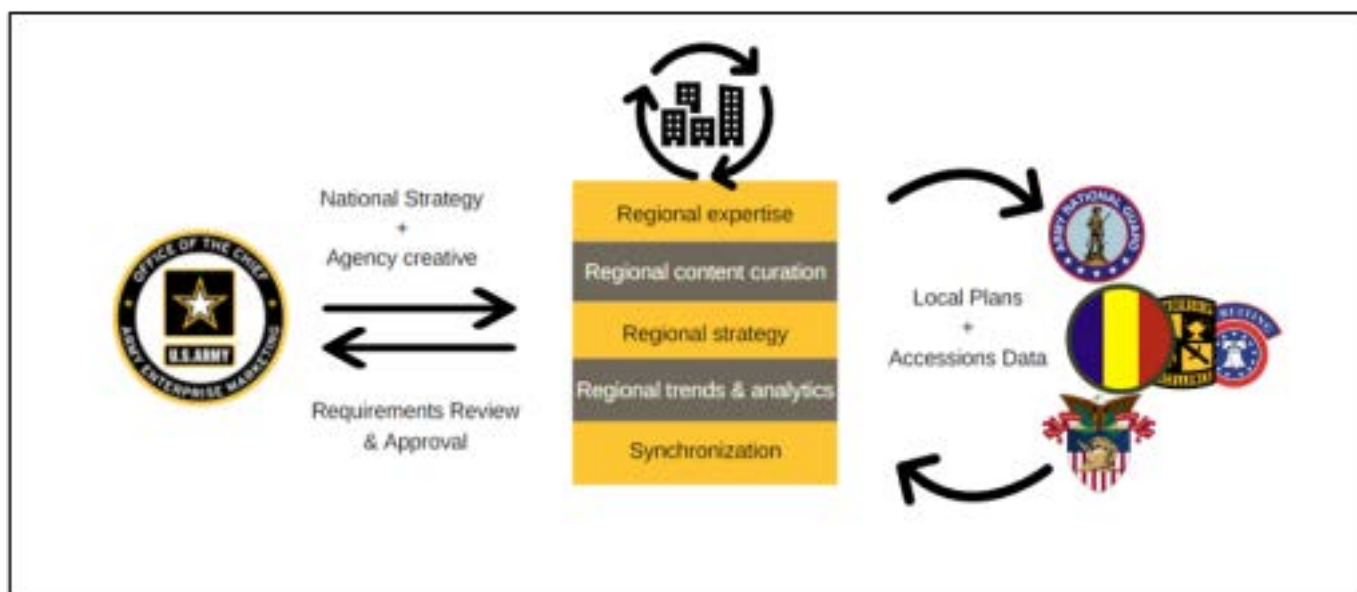 National Strategy
+
Agency creative
Requirements Review
& Approval
OFFICE OF THE CHIEF
U.S.ARMY
ARMY ENTERPRISE MARKETING
Regional expertise
Regional content curation
Regional strategy
Regional trends & analytics
Synchronization
Local Plans
+
Accessions Data
ARMY NATIONAL GUARD